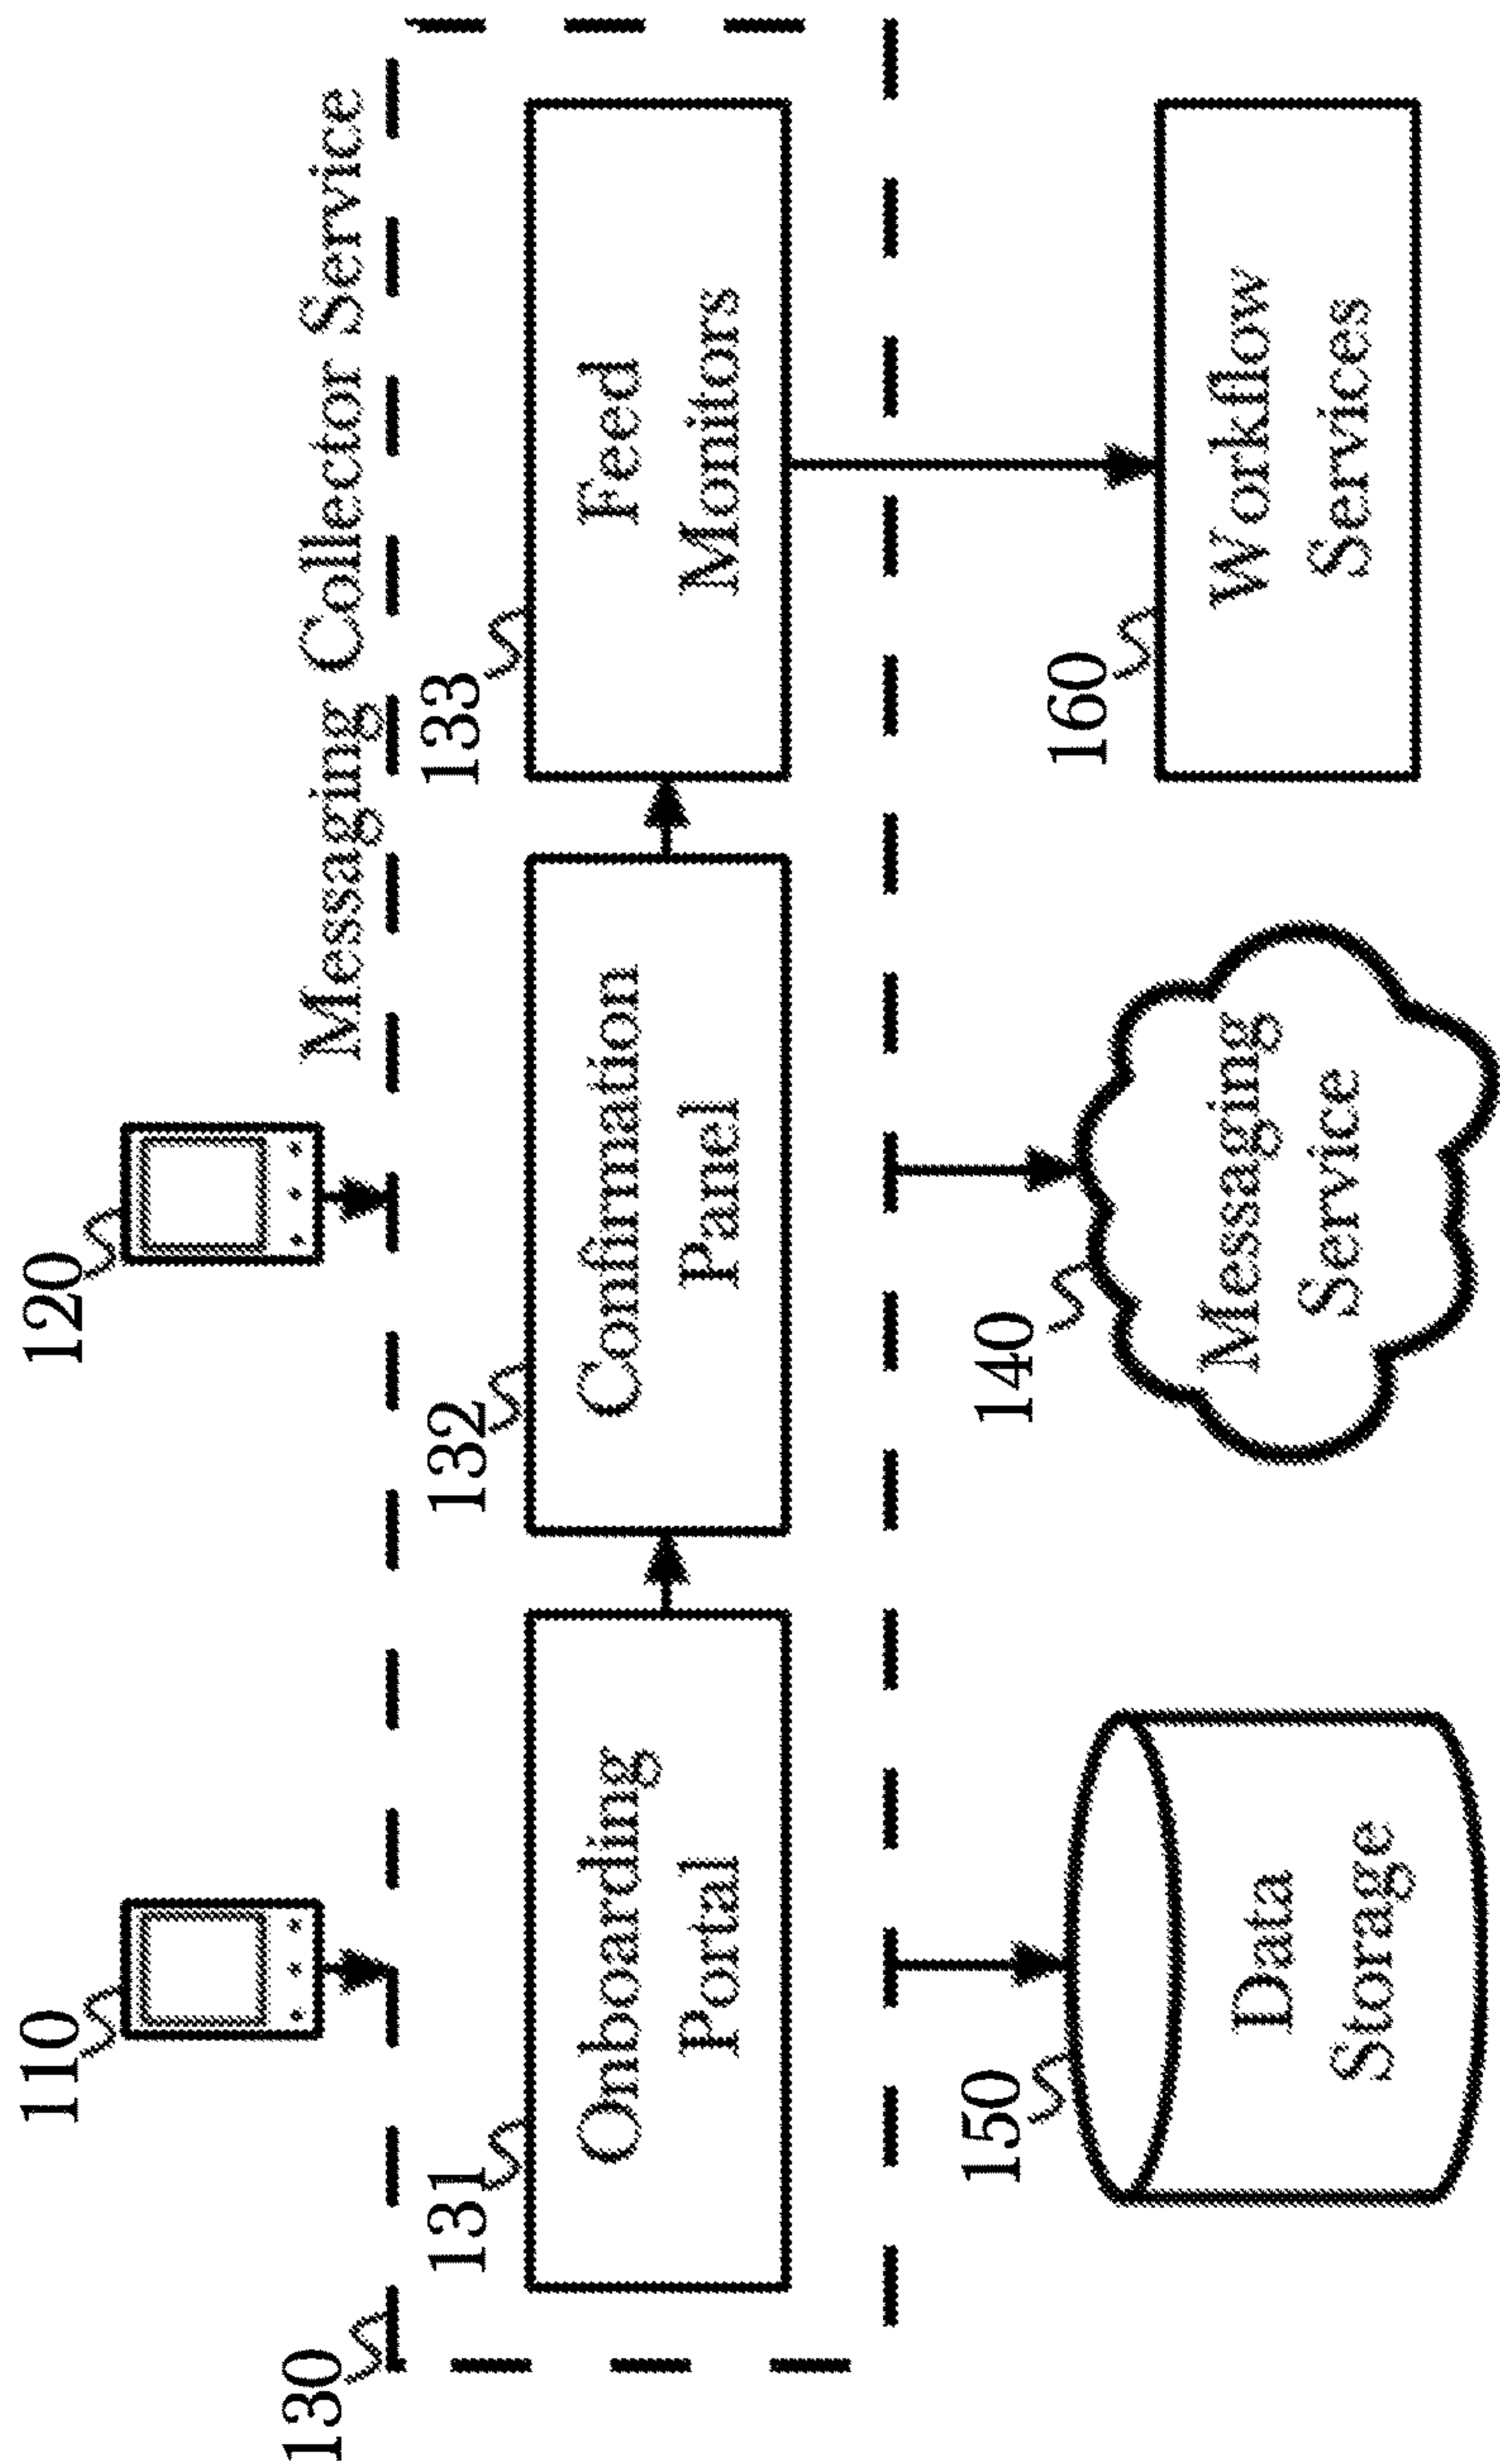 110
120
130
Messaging Collector Service
131
132
133
Onboarding
Portal
Confirmation
Panel
Feed
Monitors
150
140
160
Data
Storage
Messaging
Service
Workflow
Services